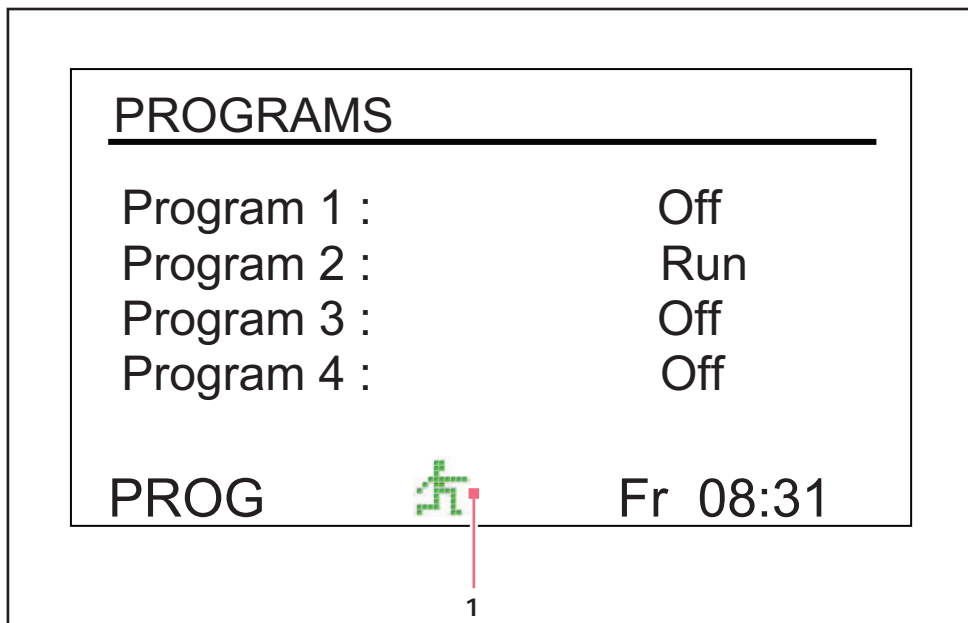 PROGRAMS
Program 1 : Off
Program 2 : Run
Program 3 : Off
Program 4 : Off
PROG Fr 08:31
1